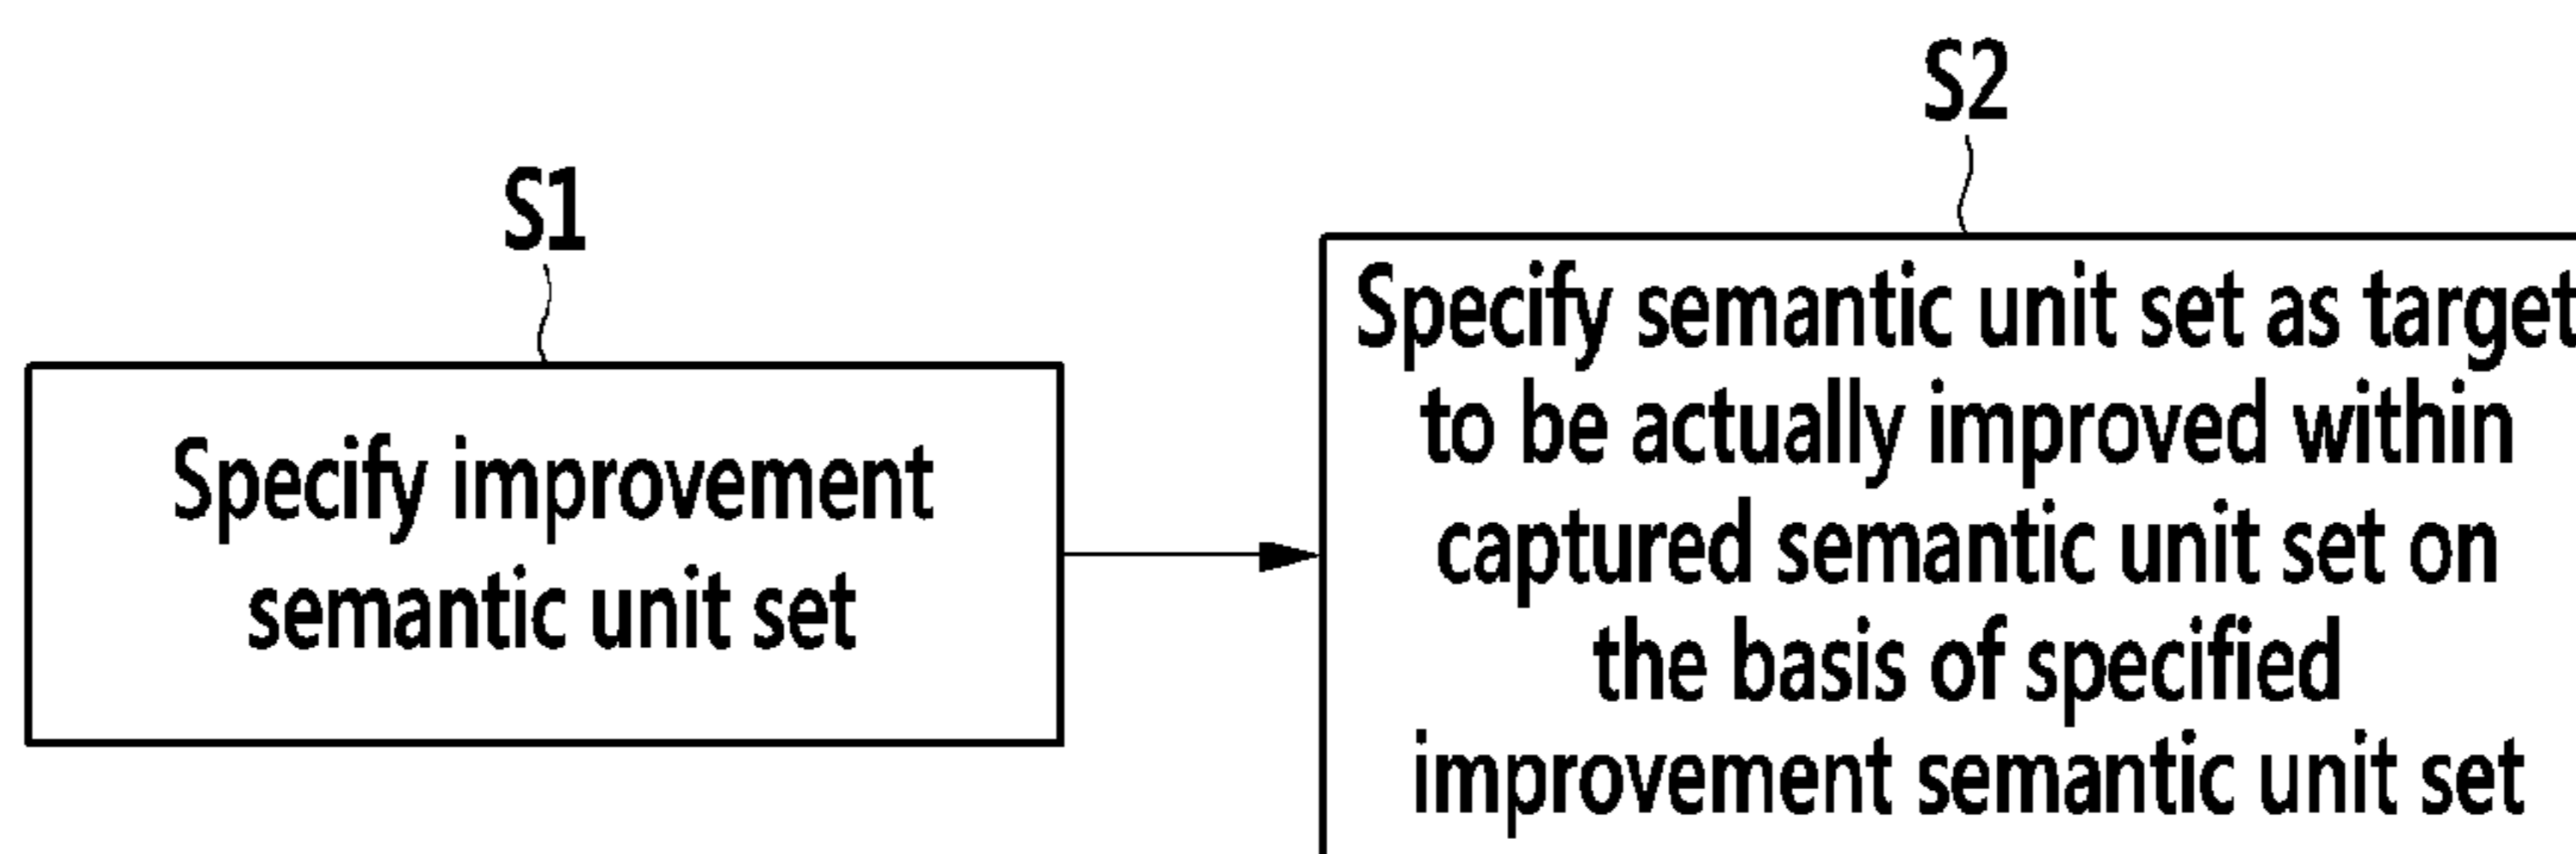 S1
Specify improvement
semantic unit set
S2
Specify semantic unit set as target
to be actually improved within
captured semantic unit set on
the basis of specified
improvement semantic unit set